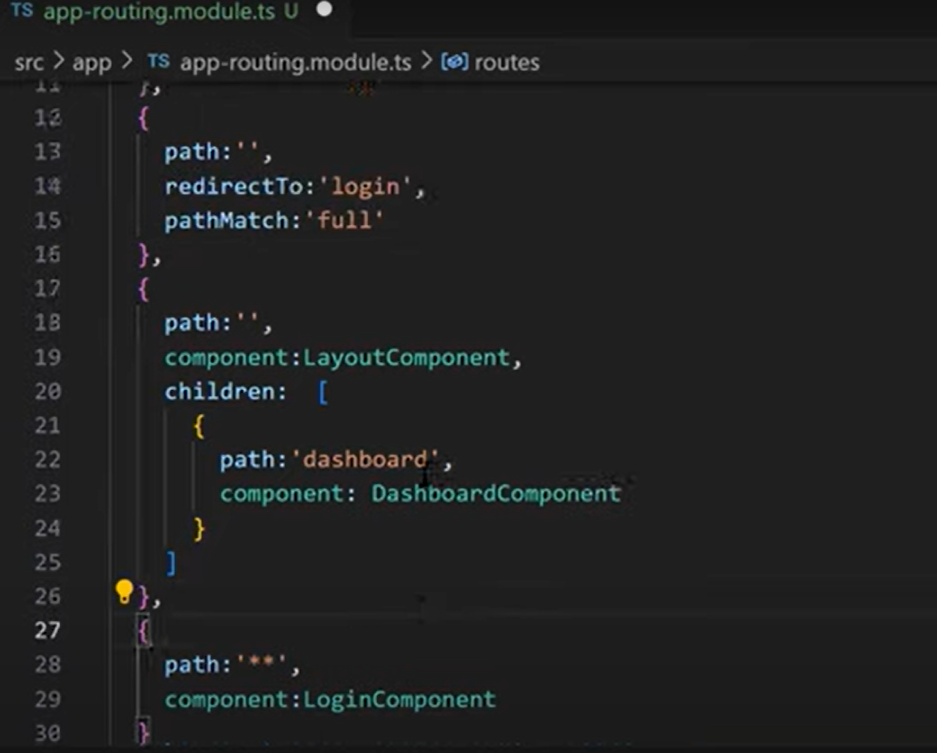 TS app-routing.module.ts U
src > app > TS app-routing.module.ts > routes
11 },
12 {
13 path:'',
14 redirectTo:'login',
15 pathMatch:'full'
16 },
17 {
18 path:'',
19 component:LayoutComponent,
20 children: [
21 {
22 path:'dashboard',
23 component: DashboardComponent
24 }
25 ]
26 },
27 {
28 path:'**',
29 component:LoginComponent
30 }